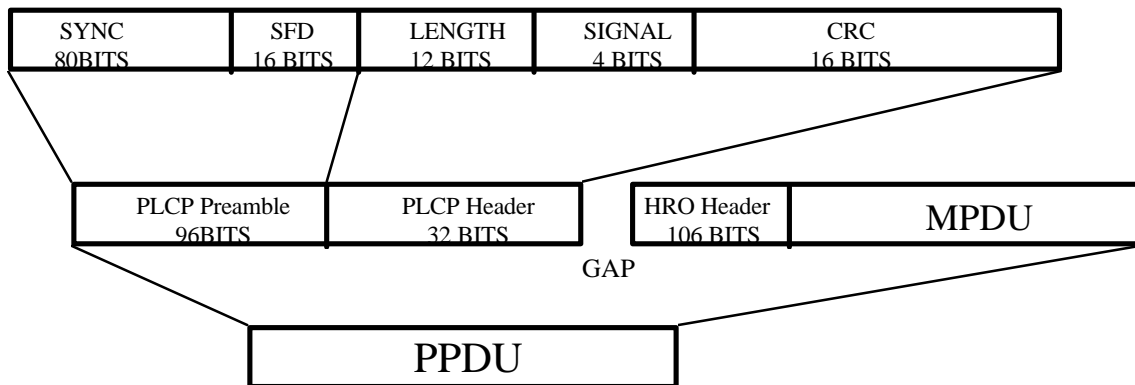 SYNC SFD LENGTH SIGNAL CRC
80BITS 16 BITS 12 BITS 4 BITS 16 BITS
PLCP Preamble PLCP Header HRO Header MPDU
96BITS 32 BITS 106 BITS
GAP
PPDU